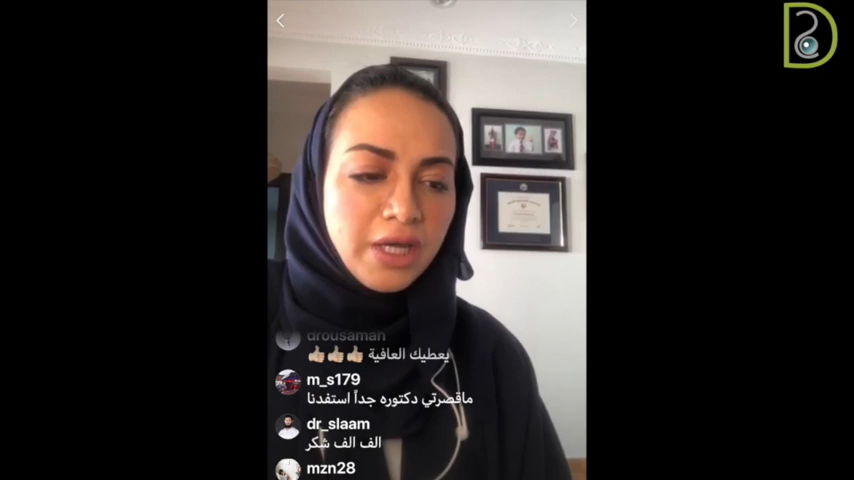 drousamah
يعطيك العافية 👍🏼👍🏼👍🏼
m_s179
ماقصرتي دكتوره جداً استفدنا
dr_slaam
الف الف شكر
mzn28